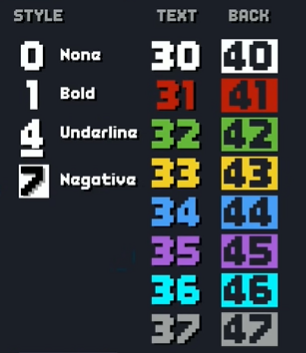 STYLE TEXT BACK
0 None 30 40
1 Bold 31 41
4 Underline 32 42
7 Negative 33 43
34 44
35 45
36 46
37 47